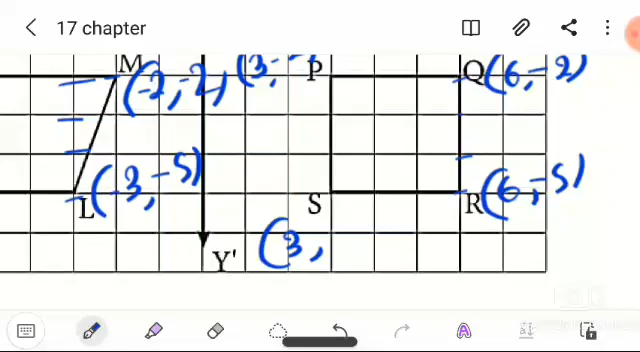 17 chapter
M (-2,-2) (3,- P Q (6,-2)
L (-3,-5) S R (6,-5)
Y' (3,